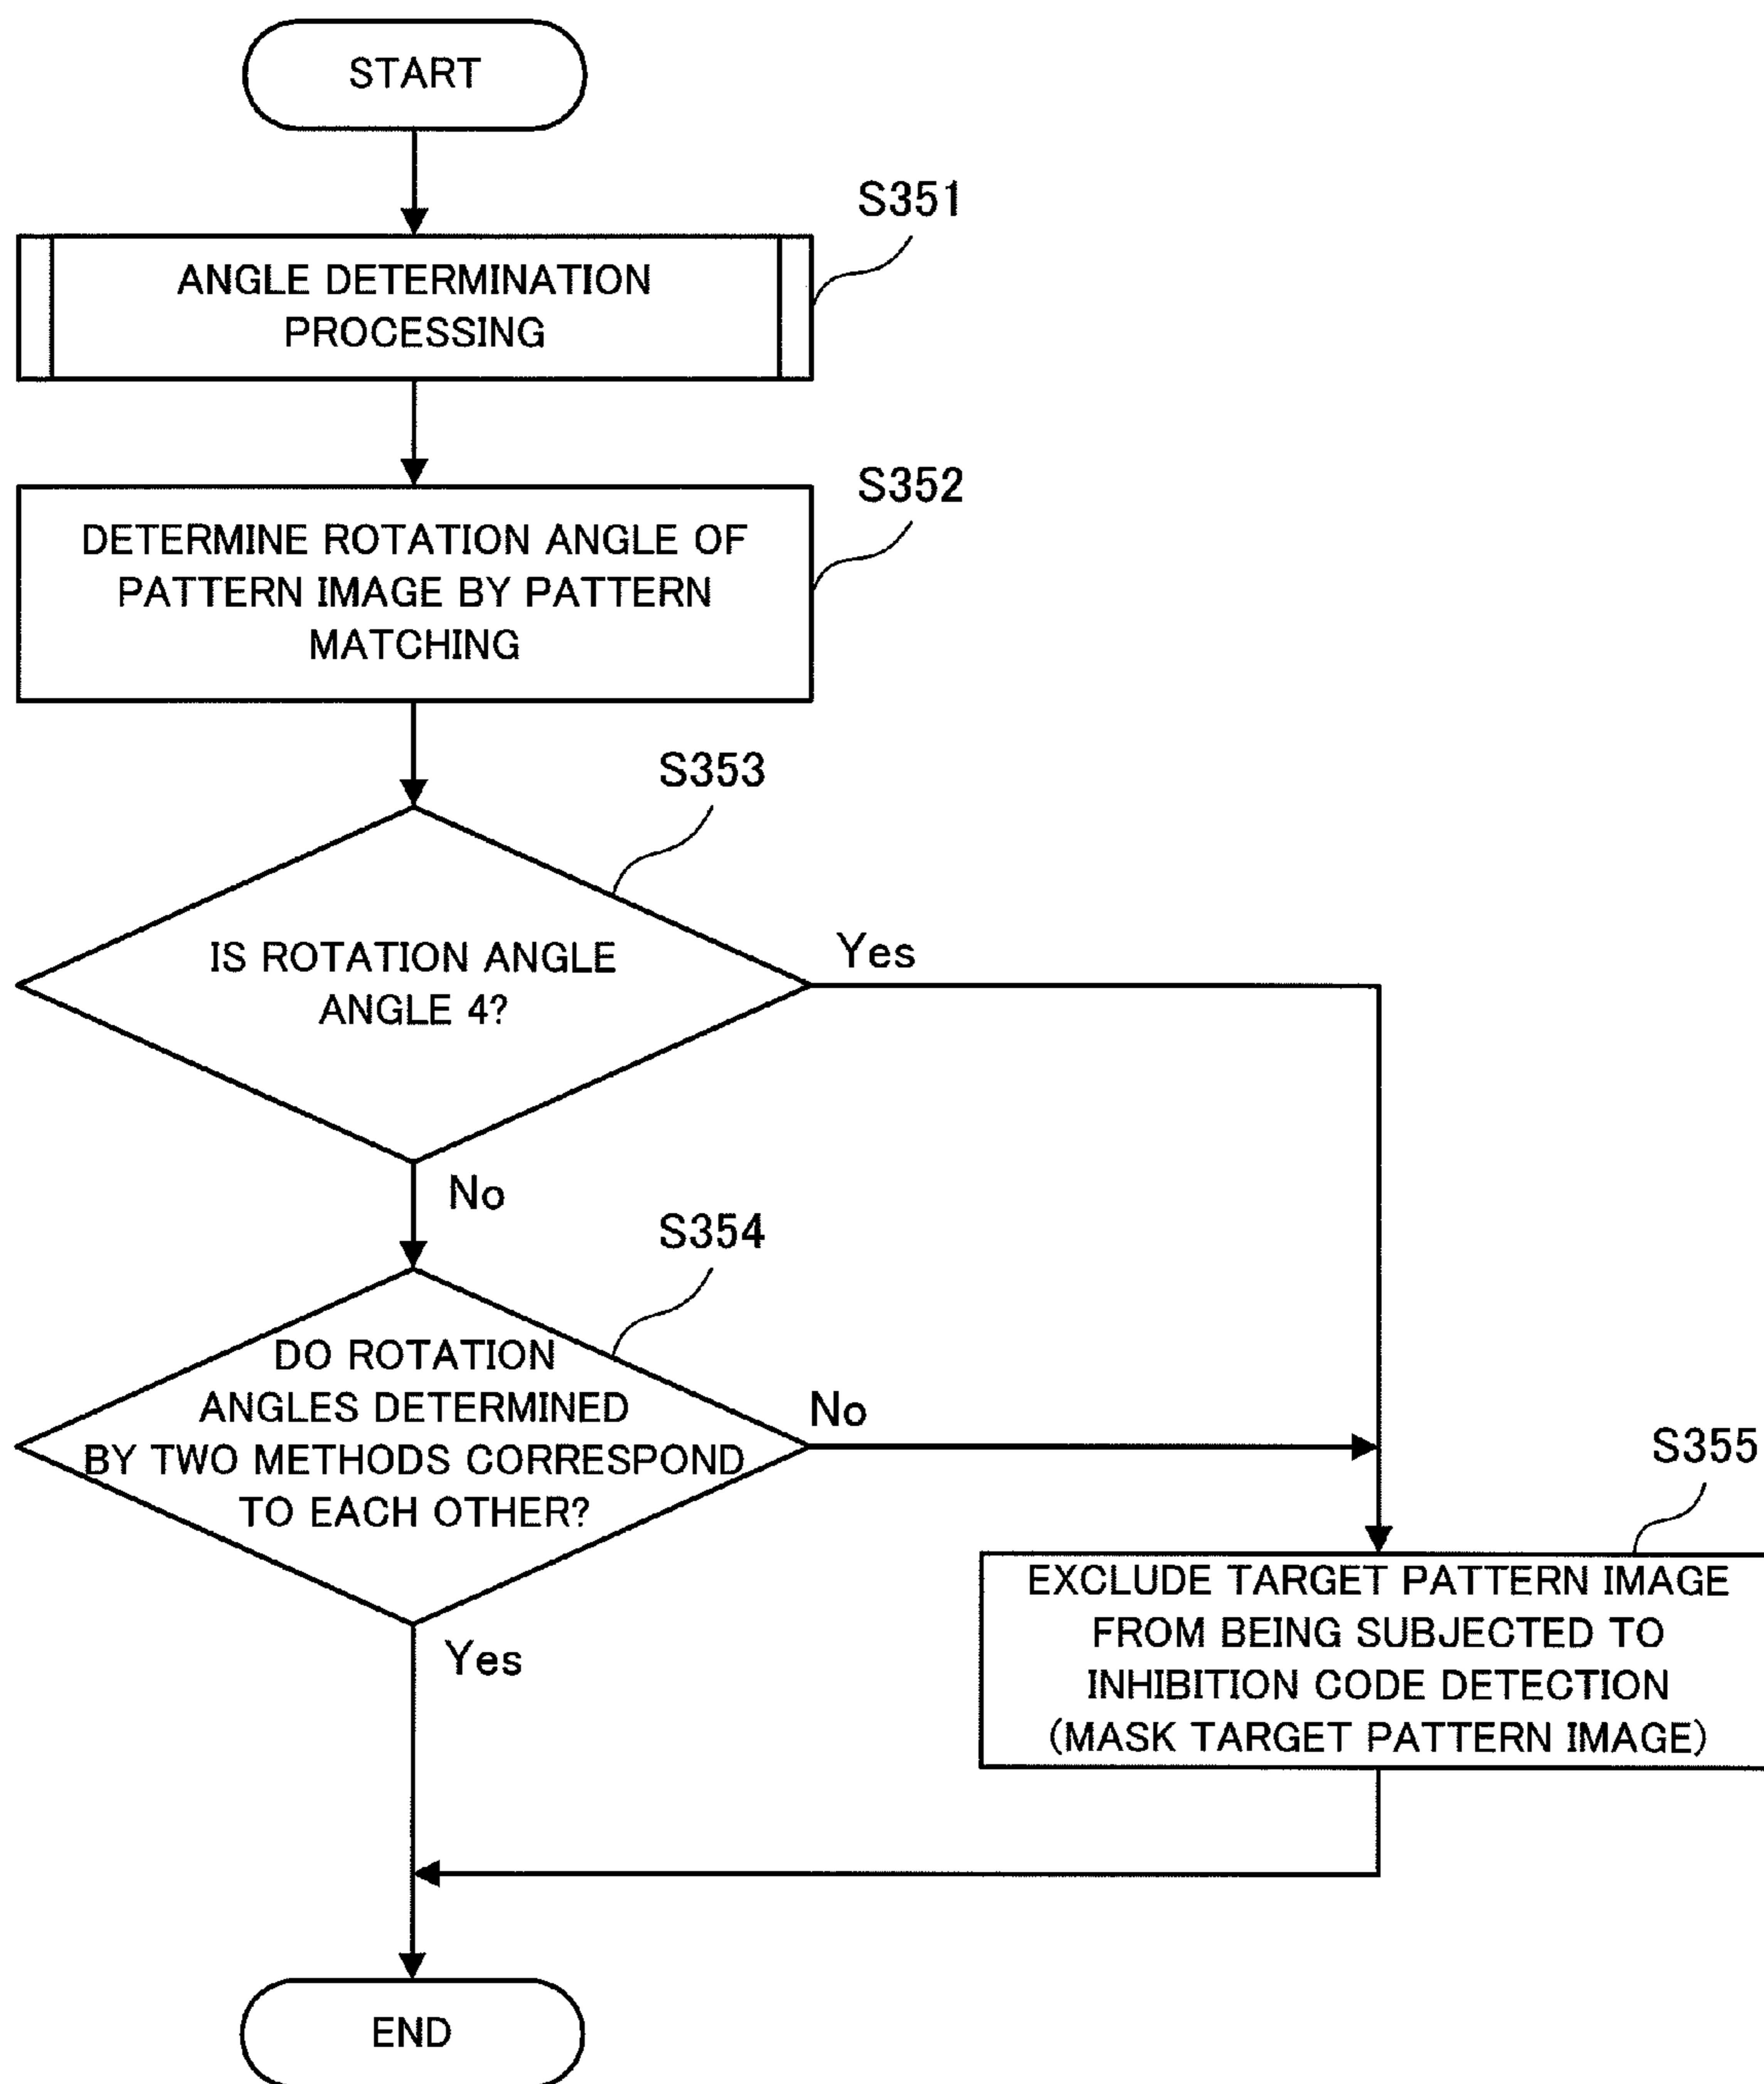 START
S351
ANGLE DETERMINATION
PROCESSING
S352
DETERMINE ROTATION ANGLE OF
PATTERN IMAGE BY PATTERN
MATCHING
S353
IS ROTATION ANGLE
ANGLE 4?
Yes
No
S354
DO ROTATION
ANGLES DETERMINED
BY TWO METHODS CORRESPOND
TO EACH OTHER?
No
Yes
S355
EXCLUDE TARGET PATTERN IMAGE
FROM BEING SUBJECTED TO
INHIBITION CODE DETECTION
(MASK TARGET PATTERN IMAGE)
END